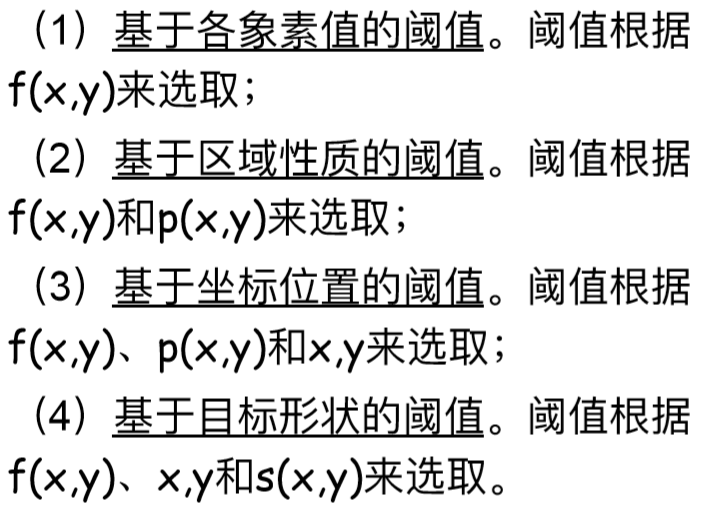 （1）基于各象素值的阈值。阈值根据
f(x,y)来选取；
（2）基于区域性质的阈值。阈值根据
f(x,y)和p(x,y)来选取；
（3）基于坐标位置的阈值。阈值根据
f(x,y)、p(x,y)和x,y来选取；
（4）基于目标形状的阈值。阈值根据
f(x,y)、x,y和s(x,y)来选取。